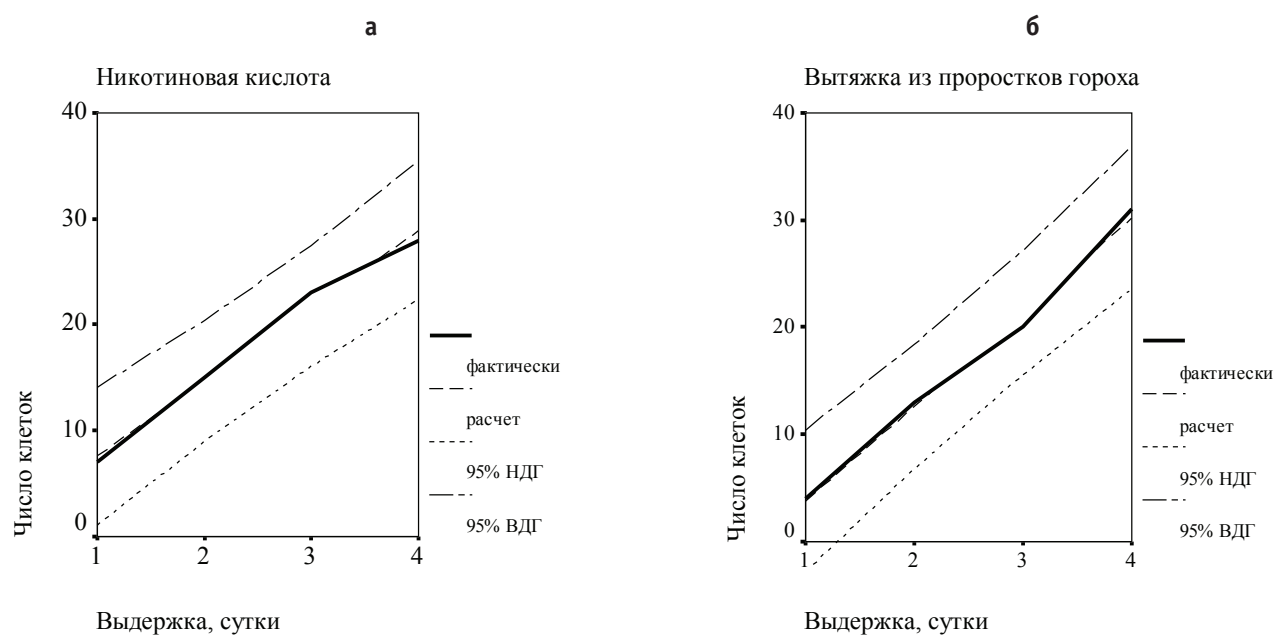 а
Никотиновая кислота
40
30
20
10
0
1 2 3 4
Число клеток
Выдержка, сутки
фактически
расчет
95% НДГ
95% ВДГ
б
Вытяжка из проростков гороха
40
30
20
10
0
1 2 3 4
Число клеток
Выдержка, сутки
фактически
расчет
95% НДГ
95% ВДГ